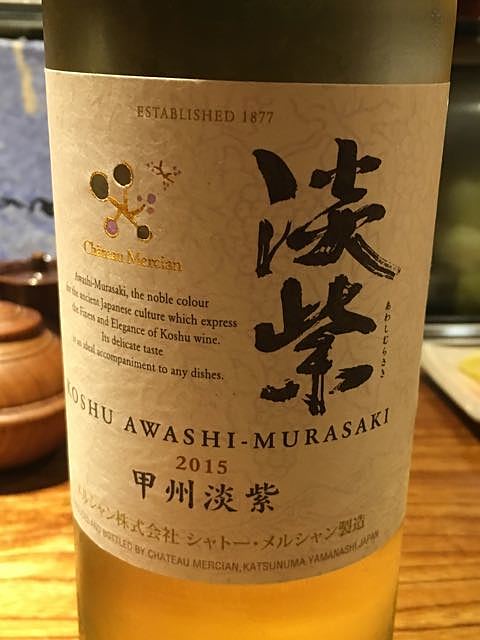 ESTABLISHED 1877
淡紫
あわしむらさき
Château Mercian
Awashi-Murasaki, the noble colour
the ancient Japanese culture which express
the Finess and Elegance of Koshu wine.
Its delicate taste
is an ideal accompaniment to any dishes.
KOSHU AWASHI-MURASAKI
2015
甲州淡紫
メルシャン株式会社 シャトー・メルシャン製造
AND BOTTLED BY CHATEAU MERCIAN, KATSUNUMA YAMANASHI, JAPAN